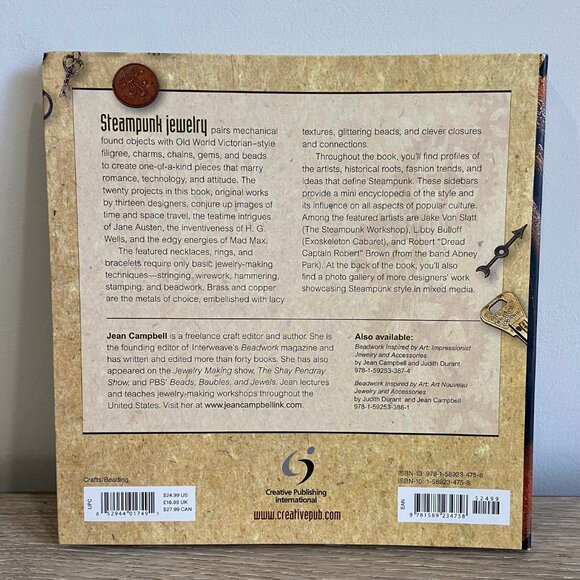 Steampunk jewelry pairs mechanical
found objects with Old World Victorian–style
filigree, charms, chains, gems, and beads
to create one-of-a-kind pieces that marry
romance, technology, and attitude. The
twenty projects in this book, original works
by thirteen designers, conjure up images of
time and space travel, the teatime intrigues
of Jane Austen, the inventiveness of H. G.
Wells, and the edgy energies of Mad Max.
The featured necklaces, rings, and
bracelets require only basic jewelry-making
techniques—stringing, wirework, hammering,
stamping, and beadwork. Brass and copper
are the metals of choice, embellished with lacy
textures, glittering beads, and clever closures
and connections.
Throughout the book, you'll find profiles of
the artists, historical roots, fashion trends, and
ideas that define Steampunk. These sidebars
provide a mini encyclopedia of the style and
its influence on all aspects of popular culture.
Among the featured artists are Jake Von Slatt
(The Steampunk Workshop), Libby Bulloff
(Exoskeleton Cabaret), and Robert "Dread
Captain Robert" Brown (from the band Abney
Park). At the back of the book, you'll also
find a photo gallery of more designers' work
showcasing Steampunk style in mixed media.
Jean Campbell is a freelance craft editor and author. She is
the founding editor of Interweave's Beadwork magazine and
has written and edited more than forty books. She has also
appeared on the Jewelry Making show, The Shay Pendray
Show, and PBS' Beads, Baubles, and Jewels. Jean lectures
and teaches jewelry-making workshops throughout the
United States. Visit her at www.jeancampbellink.com.
Also available:
Beadwork Inspired by Art: Impressionist
Jewelry and Accessories
by Jean Campbell and Judith Durant
978-1-59253-387-4
Beadwork Inspired by Art: Art Nouveau
Jewelry and Accessories
by Judith Durant and Jean Campbell
978-1-59253-388-1
Crafts/Beading
UPC
$24.99 US
£16.99 UK
$27.99 CAN
0 52944 01749 1
Creative Publishing
international
www.creativepub.com
ISBN-13: 978-1-58923-475-8
ISBN-10: 1-58923-475-8
EAN
52499
9 781589 234758